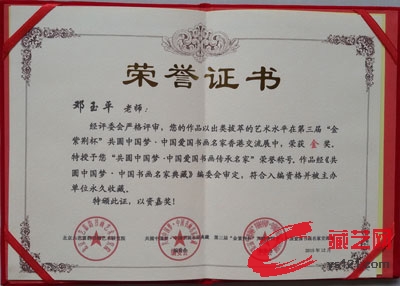 荣誉证书
邓玉平 老师：
经评委会严格评审，您的作品以出类拔萃的艺术水平在第三届“金
紫荆杯”共圆中国梦·中国爱国书画名家香港交流展中，荣获 金 奖，
特授予您“共圆中国梦·中国爱国书画传承名家”荣誉称号，作品经《共
圆中国梦·中国书画名家典藏》编委会审定，符合入编资格并被主办
单位永久收藏。
特颁此证，以资嘉奖！
藏艺网